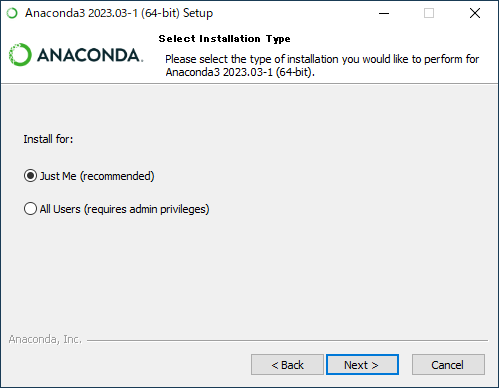 Anaconda3 2023.03-1 (64-bit) Setup
ANACONDA.
Select Installation Type
Please select the type of installation you would like to perform for
Anaconda3 2023.03-1 (64-bit).
Install for:
Just Me (recommended)
All Users (requires admin privileges)
Anaconda, Inc.
< Back
Next >
Cancel